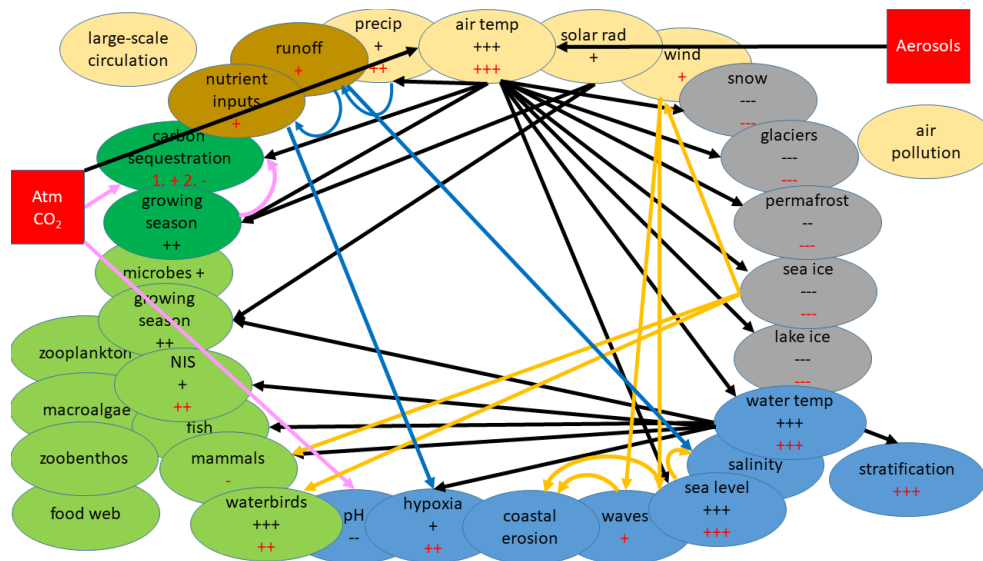 large-scale
circulation
runoff
+
precip
+
++
air temp
+++
+++
solar rad
+
wind
+
Aerosols
nutrient
inputs
+
snow
---
---
air
pollution
carbon
sequestration
1. + 2. -
glaciers
---
---
Atm
CO₂
growing
season
++
permafrost
--
---
microbes +
sea ice
---
---
growing
season
++
zooplankton
NIS
+
++
lake ice
---
---
macroalgae
fish
water temp
+++
+++
zoobenthos
mammals
-
salinity
stratification
+++
food web
waterbirds
+++
++
pH
--
hypoxia
+
++
coastal
erosion
waves
+
sea level
+++
+++